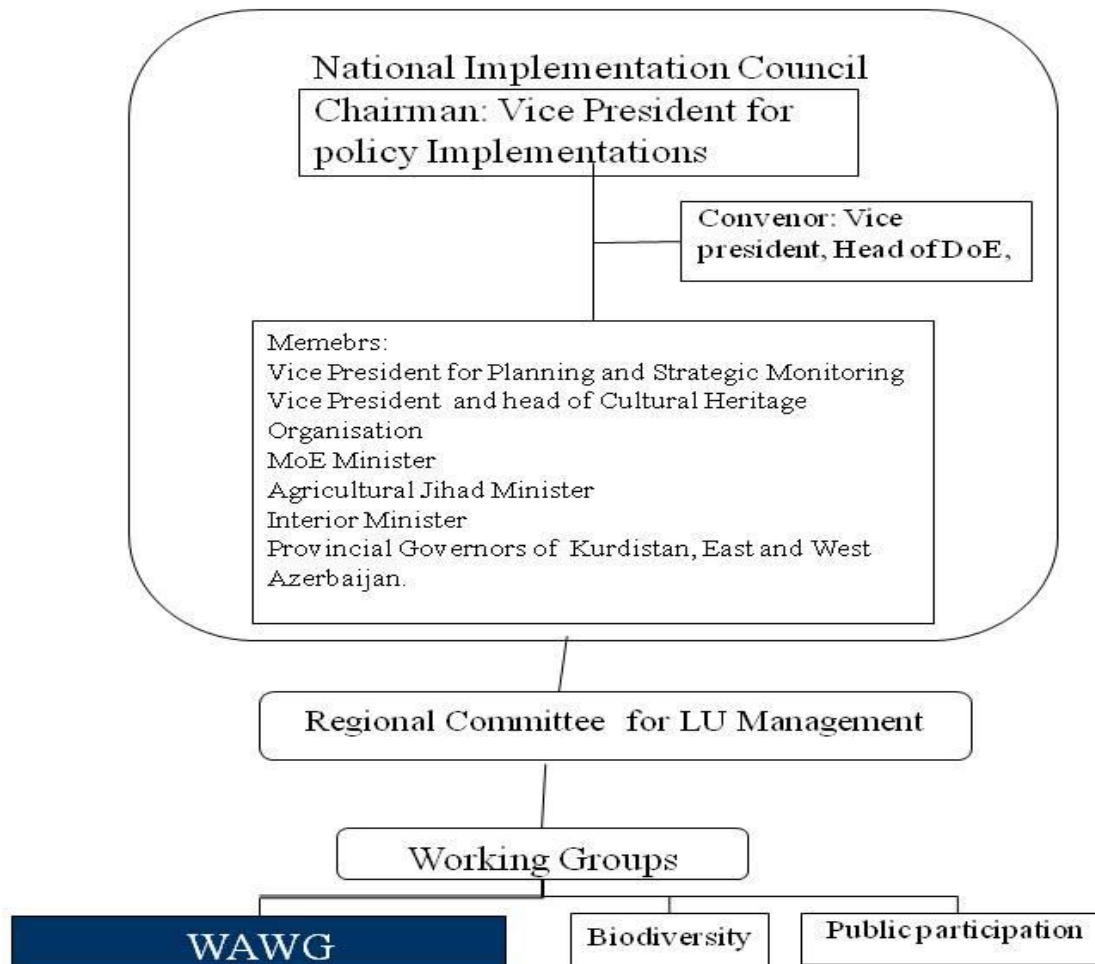 National Implementation Council
Chairman: Vice President for
policy Implementations
Convenor: Vice
president, Head of DoE,
Memebrs:
Vice President for Planning and Strategic Monitoring
Vice President and head of Cultural Heritage
Organisation
MoE Minister
Agricultural Jihad Minister
Interior Minister
Provincial Governors of Kurdistan, East and West
Azerbaijan.
Regional Committee for LU Management
Working Groups
WAWG
Biodiversity
Public participation